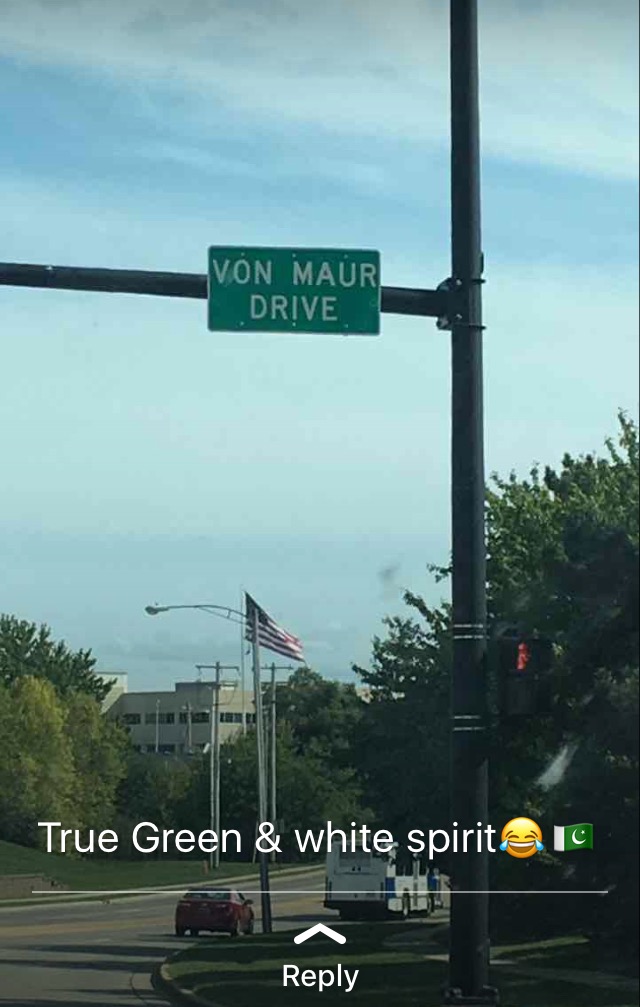 VON MAUR
DRIVE
True Green & white spirit😂 🇵🇰
Reply